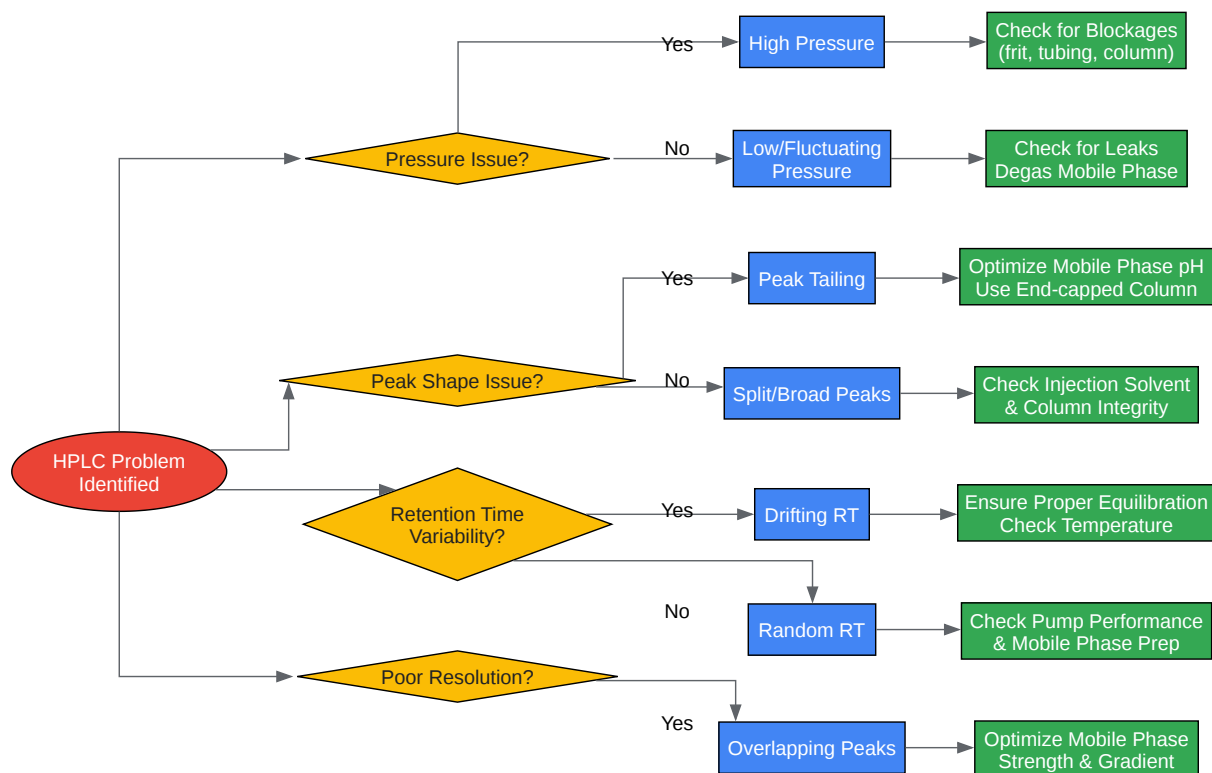 Yes
High Pressure
Check for Blockages
(frit, tubing, column)
Pressure Issue?
No
Low/Fluctuating
Pressure
Check for Leaks
Degas Mobile Phase
Yes
Peak Tailing
Optimize Mobile Phase pH
Use End-capped Column
Peak Shape Issue?
No
Split/Broad Peaks
Check Injection Solvent
& Column Integrity
HPLC Problem
Identified
Retention Time
Variability?
Yes
Drifting RT
Ensure Proper Equilibration
Check Temperature
No
Random RT
Check Pump Performance
& Mobile Phase Prep
Poor Resolution?
Yes
Overlapping Peaks
Optimize Mobile Phase
Strength & Gradient